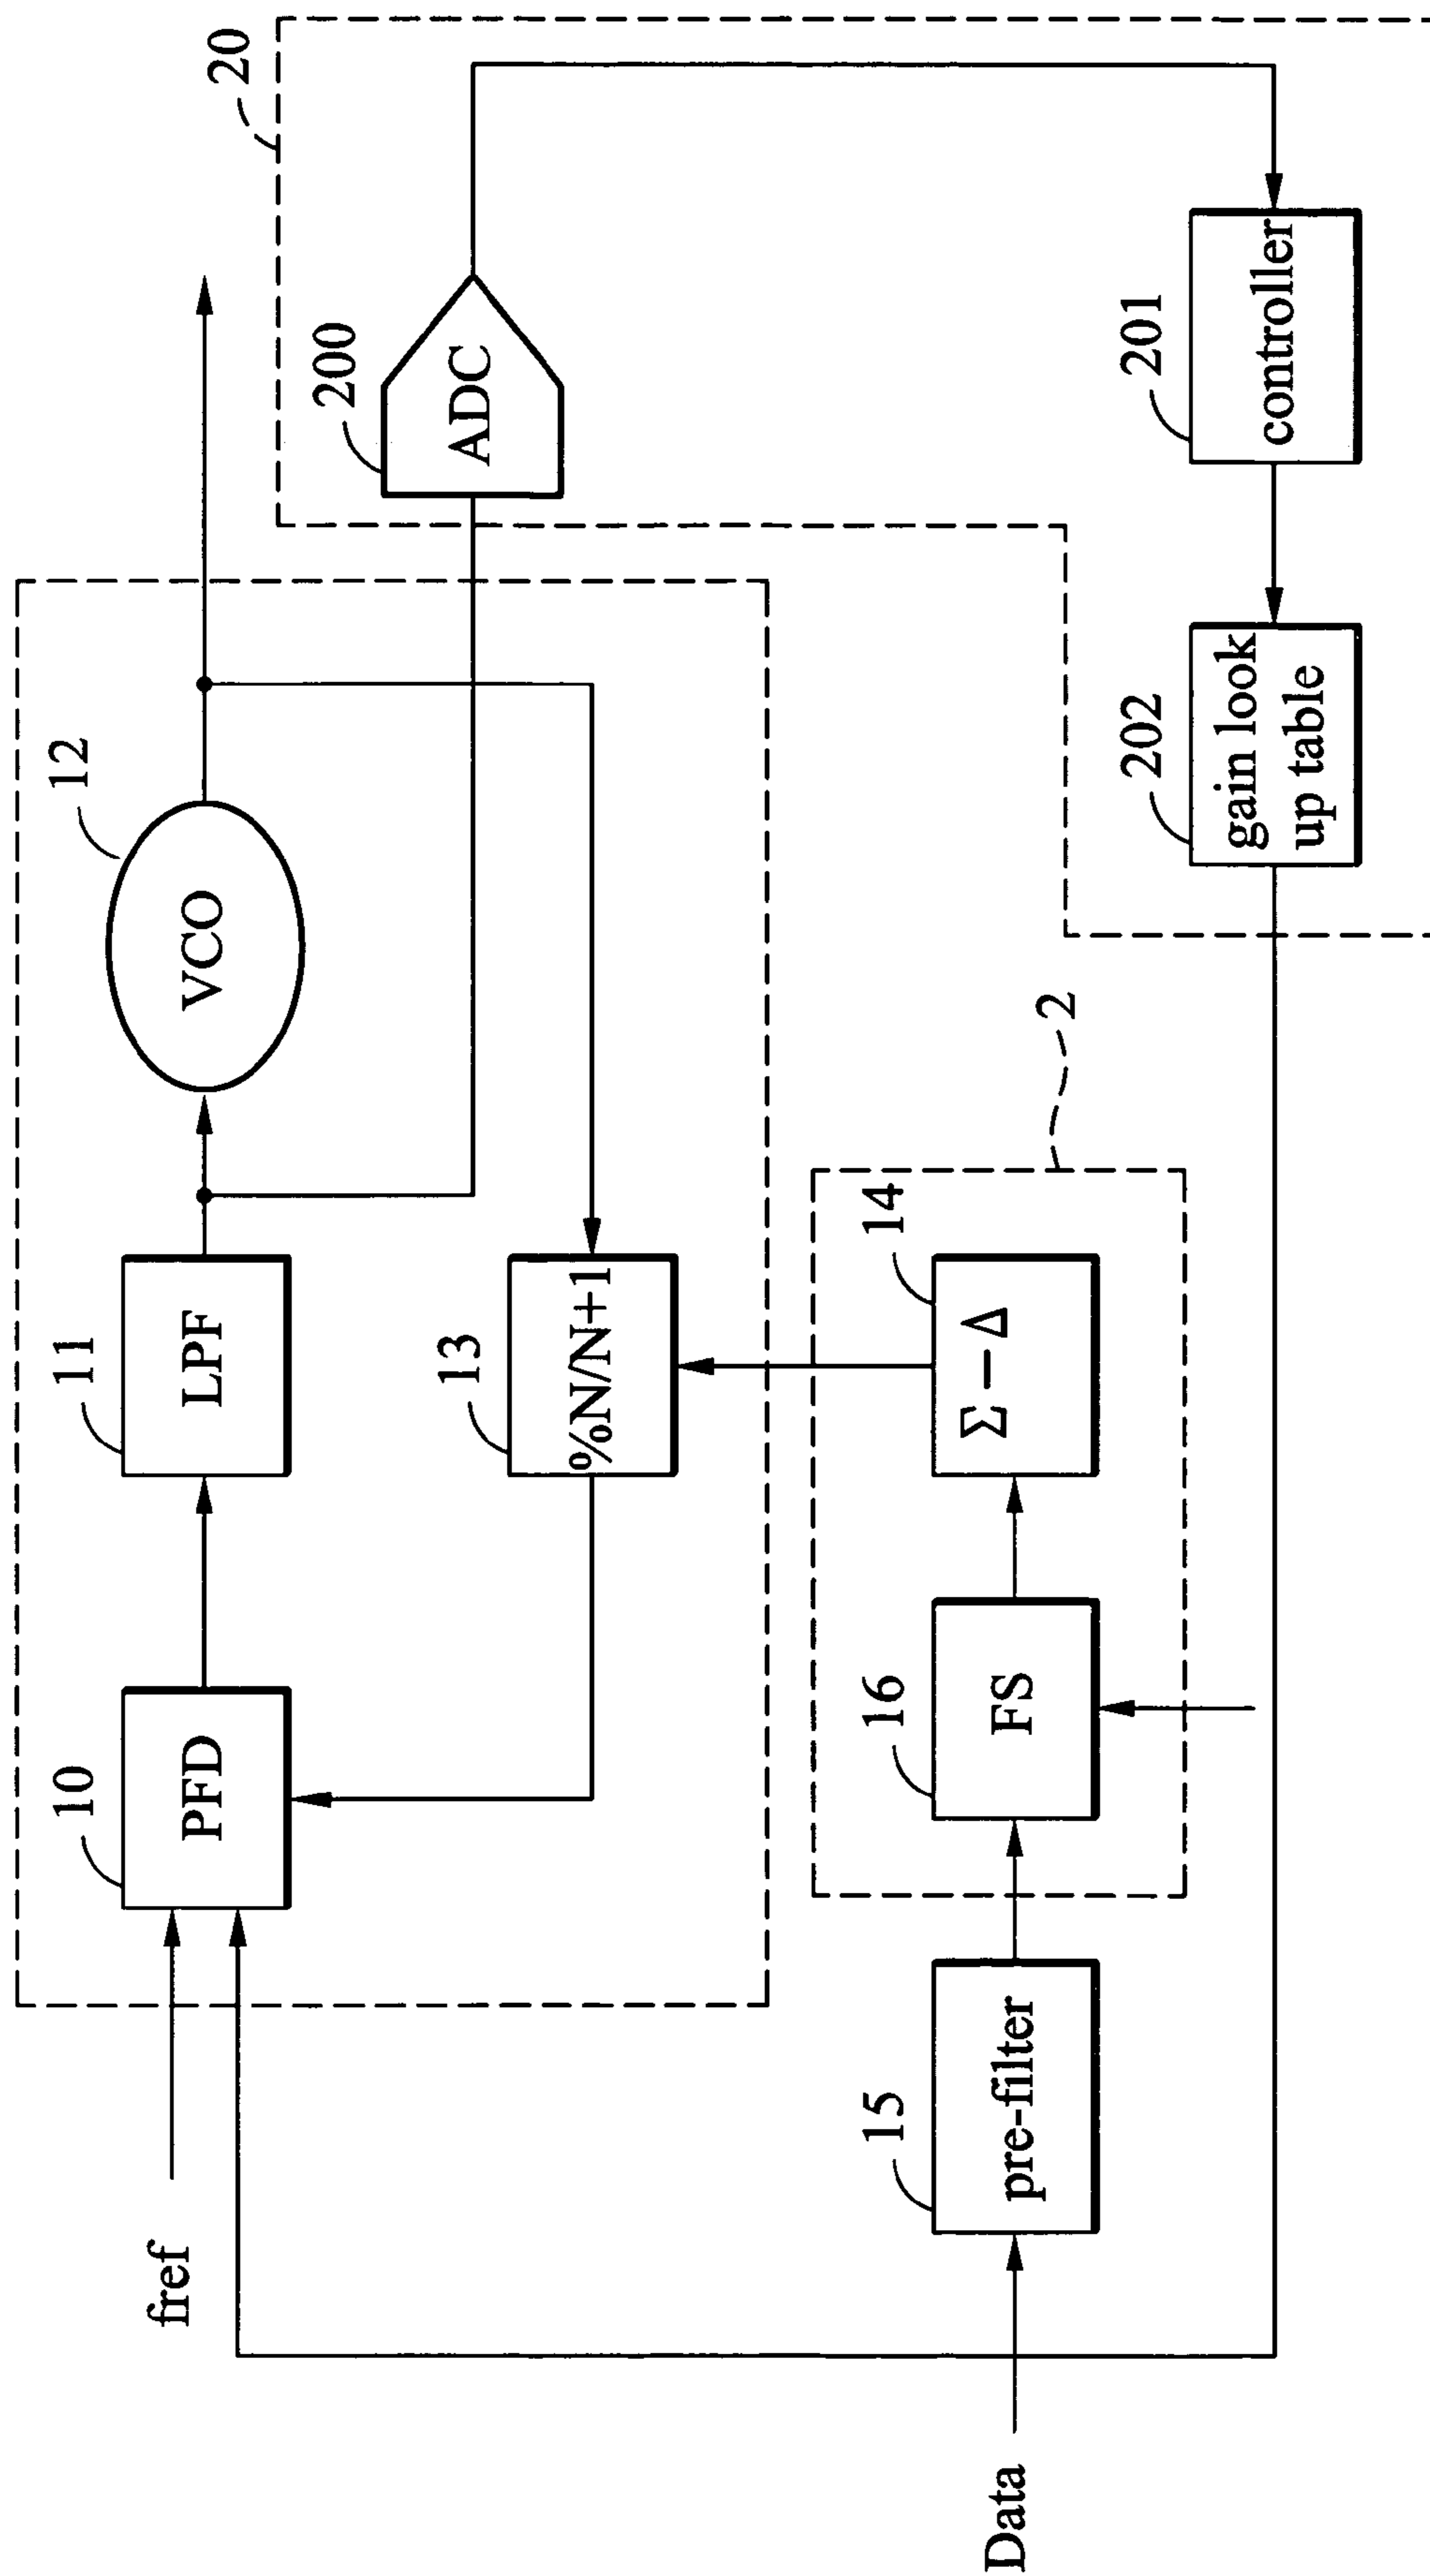 20
12
200
VCO
ADC
10
11
PFD
LPF
fref
13
%N/N+1
2
202
201
gain look
up table
controller
15
16
14
pre-filter
FS
Σ − Δ
Data